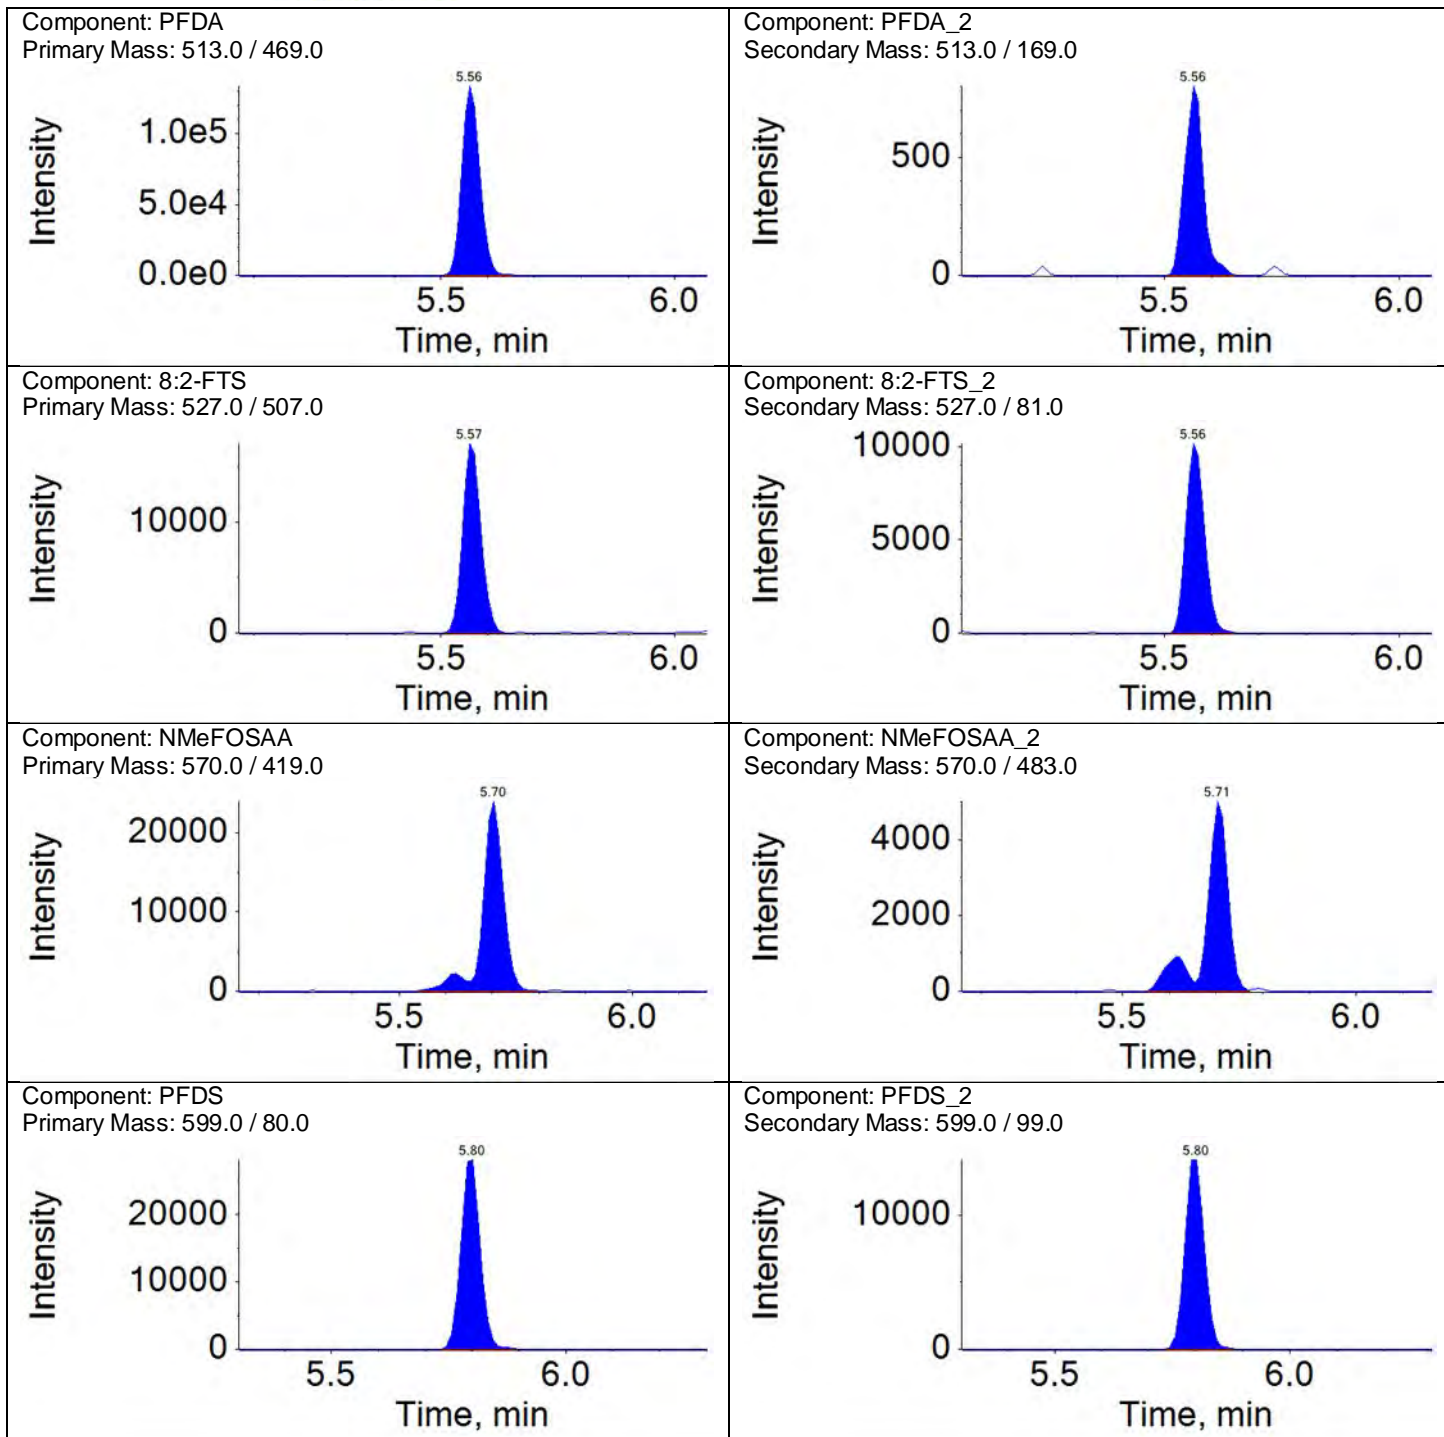 Component: PFDA
Primary Mass: 513.0 / 469.0
5.56
Intensity
1.0e5
5.0e4
0.0e0
5.5 6.0
Time, min
Component: PFDA_2
Secondary Mass: 513.0 / 169.0
5.56
Intensity
500
0
5.5 6.0
Time, min
Component: 8:2-FTS
Primary Mass: 527.0 / 507.0
5.57
Intensity
10000
0
5.5 6.0
Time, min
Component: 8:2-FTS_2
Secondary Mass: 527.0 / 81.0
5.56
Intensity
10000
5000
0
5.5 6.0
Time, min
Component: NMeFOSAA
Primary Mass: 570.0 / 419.0
5.70
Intensity
20000
10000
0
5.5 6.0
Time, min
Component: NMeFOSAA_2
Secondary Mass: 570.0 / 483.0
5.71
Intensity
4000
2000
0
5.5 6.0
Time, min
Component: PFDS
Primary Mass: 599.0 / 80.0
5.80
Intensity
20000
10000
0
5.5 6.0
Time, min
Component: PFDS_2
Secondary Mass: 599.0 / 99.0
5.80
Intensity
10000
0
5.5 6.0
Time, min